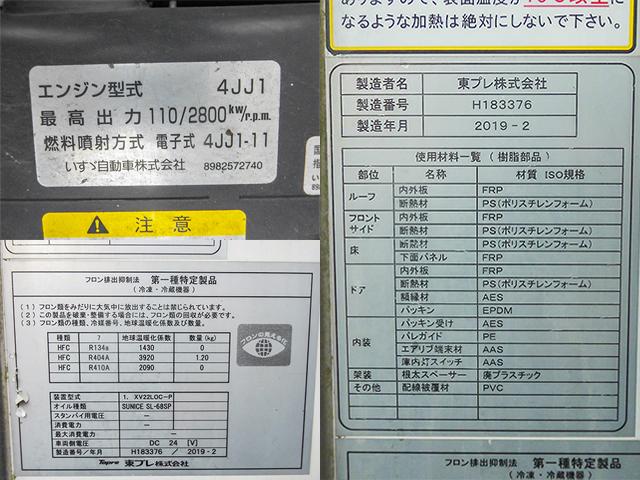 エンジン型式 4JJ1
最高出力 110/2800 kw/r.p.m.
燃料噴射方式 電子式 4JJ1-11
いすゞ自動車株式会社 8982572740
注意
フロン排出抑制法 第一種特定製品
(冷凍・冷蔵機器)
(1) フロン類をみだりに大気中に放出することは禁じられています。
(2) この製品を廃棄・整備する場合には、フロン類の回収が必要です。
(3) フロン類の種類、冷媒番号、地球温暖化係数及び数量。
種類 7 地球温暖化係数 数量(kg)
HFC R134a 1430 0
HFC R404A 3920 1.20
HFC R410A 2090 0
フロンの見える化
装置型式 1. XV22LOC-P
オイル種類 SUNICE SL-68SP
スタンバイ用電圧 ー
消費電力 ー
最大消費電力 ー
車両側電圧 DC 24 [V]
製造番号/年月 H183376 / 2019-2
Topre 東プレ株式会社
になるような加熱は絶対にしないで下さい。
製造者名 東プレ株式会社
製造番号 H183376
製造年月 2019-2
使用材料一覧 (樹脂部品)
部位 名称 材質 ISO規格
ルーフ 内外板 FRP
断熱材 PS(ポリスチレンフォーム)
フロント サイド 内外板 FRP
断熱材 PS(ポリスチレンフォーム)
床 断熱材 PS(ポリスチレンフォーム)
下面パネル FRP
ドア 内外板 FRP
断熱材 PS(ポリスチレンフォーム)
額縁材 AES
パッキン EPDM
内装 パッキン受け AES
バレガイド PE
エアリブ端末材 AAS
庫内灯スイッチ AAS
架装 根太スペーサー 廃プラスチック
その他 配線被覆材 PVC
フロン排出抑制法 第一種特定製品